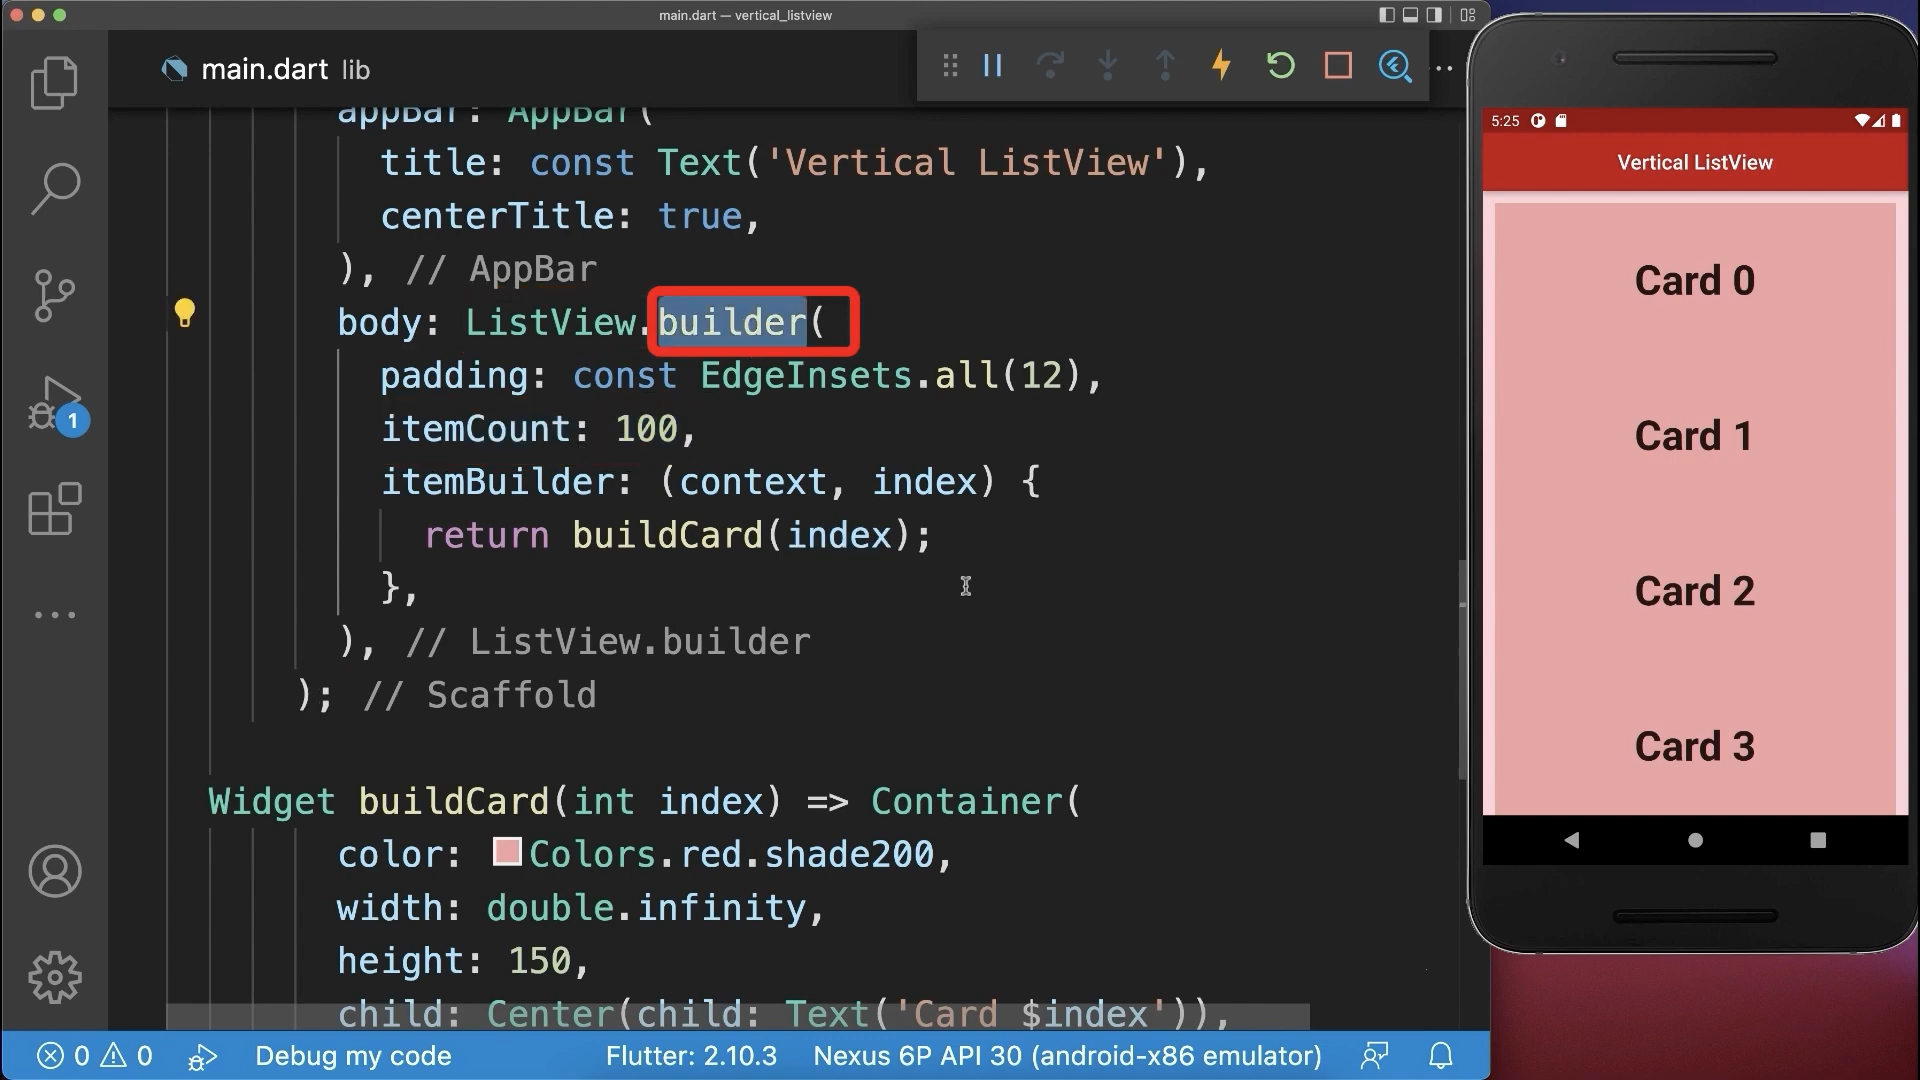 main.dart — vertical_listview
main.dart lib
appBar: AppBar(
title: const Text('Vertical ListView'),
centerTitle: true,
), // AppBar
body: ListView.builder(
padding: const EdgeInsets.all(12),
itemCount: 100,
itemBuilder: (context, index) {
return buildCard(index);
},
), // ListView.builder
); // Scaffold
Widget buildCard(int index) => Container(
color: Colors.red.shade200,
width: double.infinity,
height: 150,
child: Center(child: Text('Card $index')),
1
0 0 Debug my code Flutter: 2.10.3 Nexus 6P API 30 (android-x86 emulator)
5:25
Vertical ListView
Card 0
Card 1
Card 2
Card 3